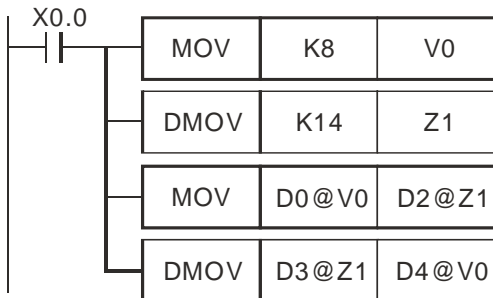 X0.0
MOV K8 V0
DMOV K14 Z1
MOV D0@V0 D2@Z1
DMOV D3@Z1 D4@V0